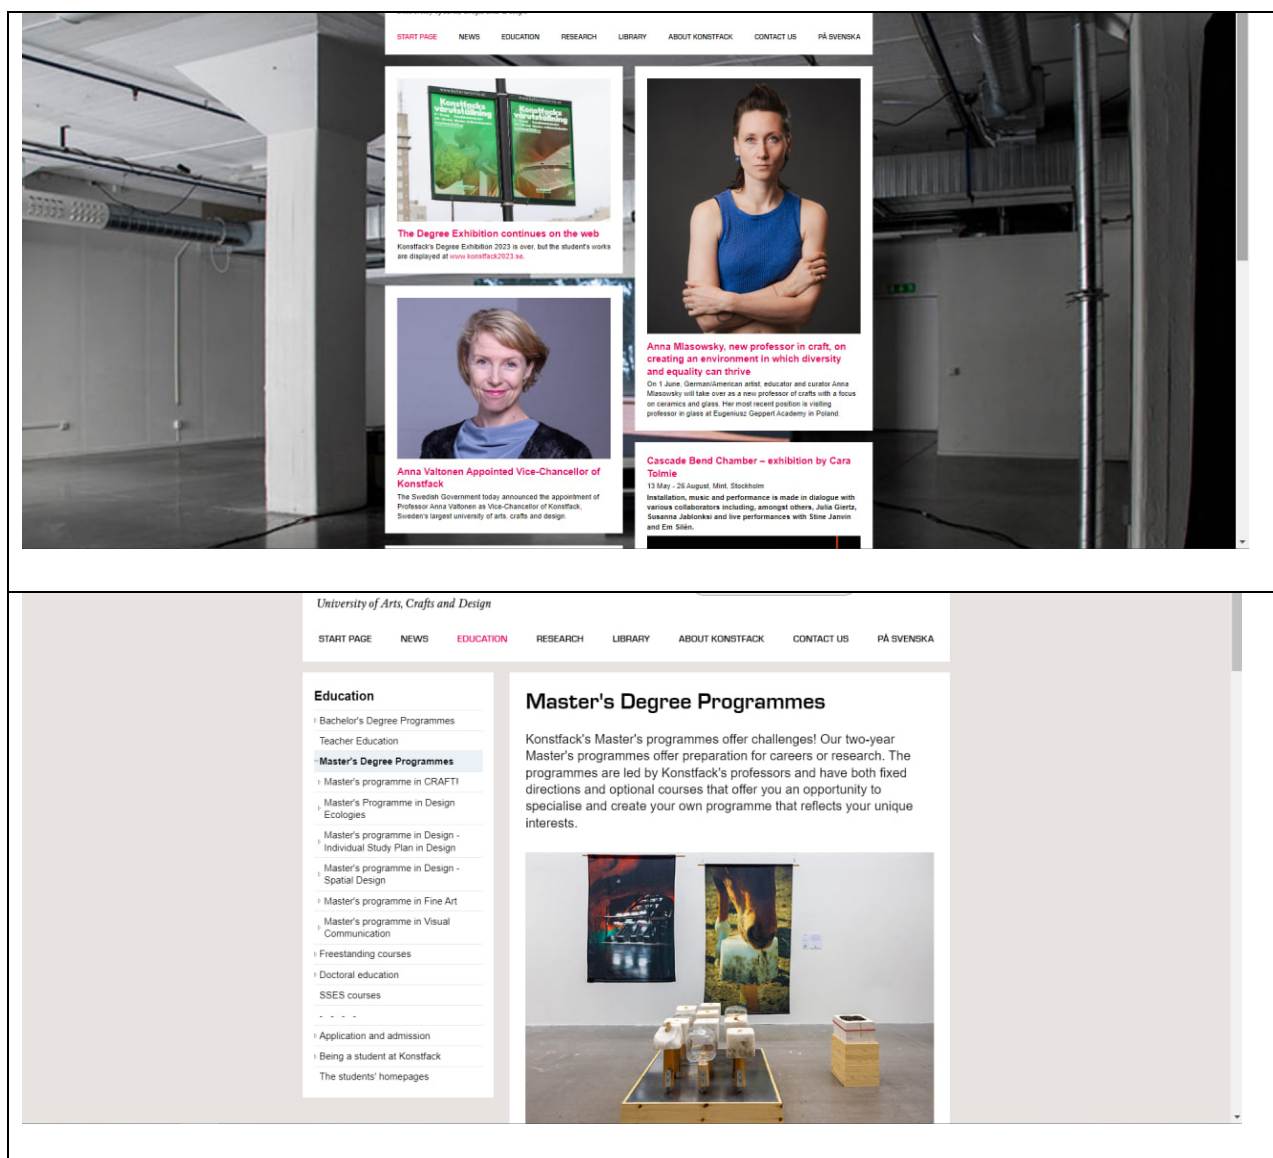 START PAGE NEWS EDUCATION RESEARCH LIBRARY ABOUT KONSTFACK CONTACT US PÅ SVENSKA
Konstfacks
vårutställning
Konstfacks
vårutställning
The Degree Exhibition continues on the web
Konstfack's Degree Exhibition 2023 is over, but the student's works
are displayed at www.konstfack2023.se.
Anna Valtonen Appointed Vice-Chancellor of
Konstfack
The Swedish Government today announced the appointment of
Professor Anna Valtonen as Vice-Chancellor of Konstfack,
Sweden's largest university of arts, crafts and design.
Anna Mlasowsky, new professor in craft, on
creating an environment in which diversity
and equality can thrive
On 1 June, German/American artist, educator and curator Anna
Mlasowsky will take over as a new professor of crafts with a focus
on ceramics and glass. Her most recent position is visiting
professor in glass at Eugeniusz Geppert Academy in Poland.
Cascade Bend Chamber – exhibition by Cara
Tolmie
13 May - 26 August, Mint, Stockholm
Installation, music and performance is made in dialogue with
various collaborators including, amongst others, Julia Giertz,
Susanna Jablonksi and live performances with Stine Janvin
and Em Silén.
University of Arts, Crafts and Design
START PAGE NEWS EDUCATION RESEARCH LIBRARY ABOUT KONSTFACK CONTACT US PÅ SVENSKA
Education
Bachelor's Degree Programmes
Teacher Education
Master's Degree Programmes
Master's programme in CRAFT!
Master's Programme in Design
Ecologies
Master's programme in Design -
Individual Study Plan in Design
Master's programme in Design -
Spatial Design
Master's programme in Fine Art
Master's programme in Visual
Communication
Freestanding courses
Doctoral education
SSES courses
- - - -
Application and admission
Being a student at Konstfack
The students' homepages
Master's Degree Programmes
Konstfack's Master's programmes offer challenges! Our two-year
Master's programmes offer preparation for careers or research. The
programmes are led by Konstfack's professors and have both fixed
directions and optional courses that offer you an opportunity to
specialise and create your own programme that reflects your unique
interests.